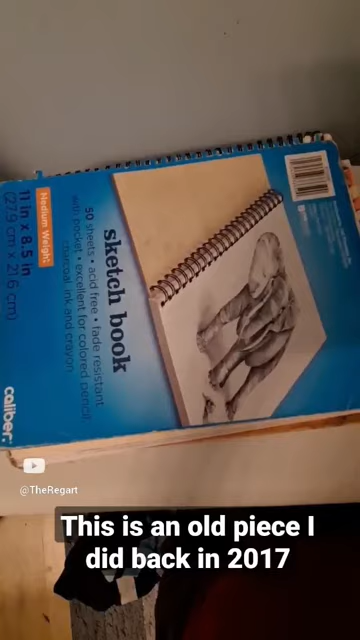 sketch book
50 sheets • acid free • fade resistant
with pocket • excellent for colored pencil,
charcoal, ink and crayon
Medium Weight
11 in x 8.5 in
(27.9 cm x 21.6 cm)
caliber.
@TheRegart
This is an old piece I
did back in 2017